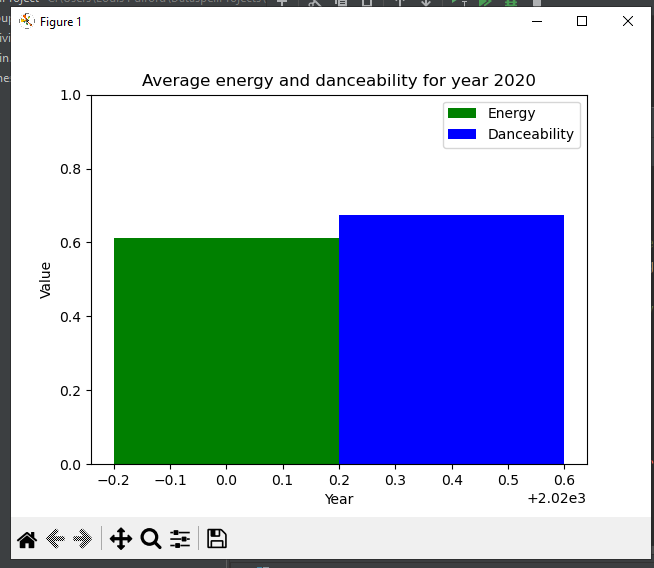 Figure 1
Average energy and danceability for year 2020
1.0
0.8
0.6
0.4
0.2
0.0
Value
Energy
Danceability
−0.2 −0.1 0.0 0.1 0.2 0.3 0.4 0.5 0.6
Year
+2.02e3